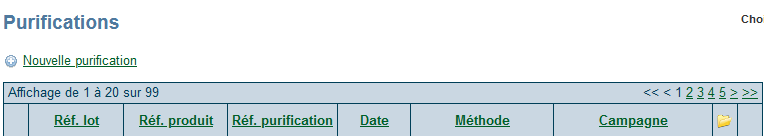 Purifications
Cho
Nouvelle purification
Affichage de 1 à 20 sur 99 << < 1 2 3 4 5 > >>
Réf. lot Réf. produit Réf. purification Date Méthode Campagne